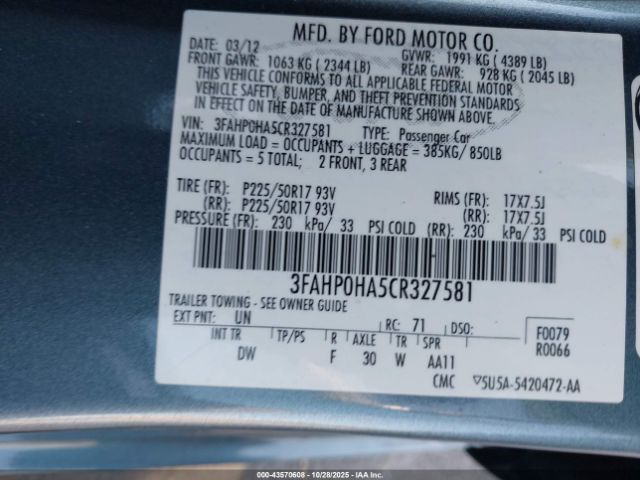 MFD. BY FORD MOTOR CO.
DATE: 03/12 GVWR: 1991 KG ( 4389 LB)
FRONT GAWR: 1063 KG ( 2344 LB) REAR GAWR: 928 KG ( 2045 LB)
THIS VEHICLE CONFORMS TO ALL APPLICABLE FEDERAL MOTOR
VEHICLE SAFETY, BUMPER, AND THEFT PREVENTION STANDARDS
IN EFFECT ON THE DATE OF MANUFACTURE SHOWN ABOVE.
VIN: 3FAHP0HA5CR327581 TYPE: Passenger Car
MAXIMUM LOAD = OCCUPANTS + LUGGAGE = 385KG/ 850LB
OCCUPANTS = 5 TOTAL; 2 FRONT, 3 REAR
TIRE (FR): P225/50R17 93V RIMS (FR): 17X7.5J
(RR): P225/50R17 93V (RR): 17X7.5J
PRESSURE (FR): 230 kPa/ 33 PSI COLD (RR): 230 kPa/ 33 PSI COLD
3FAHP0HA5CR327581
TRAILER TOWING - SEE OWNER GUIDE
EXT PNT: UN RC: 71 DSO: F0079
INT TR TP/PS R AXLE TR SPR R0066
DW F 30 W AA11
CMC 5U5A-5420472-AA
00-43570608 | 10/28/2025 | IAAI.com